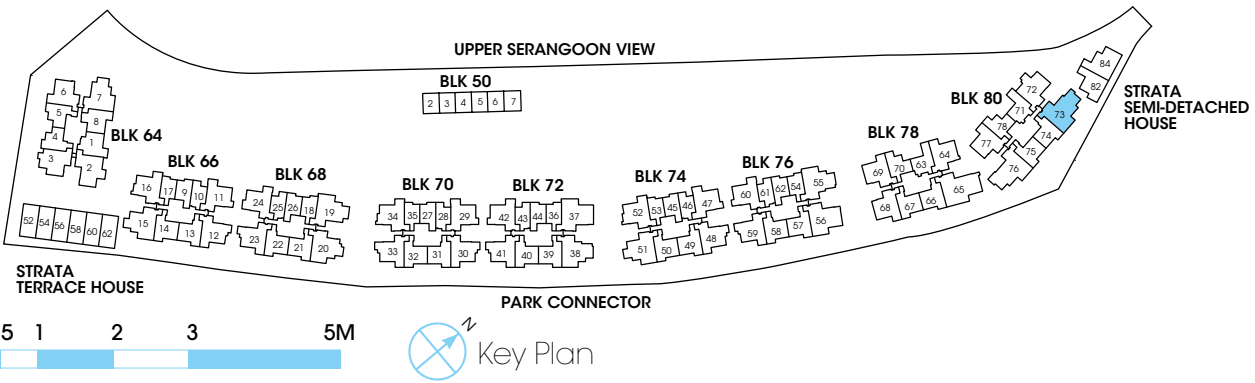 UPPER SERANGOON VIEW
BLK 50
2 3 4 5 6 7
84
82
STRATA
SEMI-DETACHED
HOUSE
BLK 80
72
71
73
78
77
74
75
76
6 7
5 8
4 1
3 2
BLK 64
BLK 66
16 17 9 10 11
15 14 13 12
BLK 68
24 25 26 18 19
23 22 21 20
BLK 70
34 35 27 28 29
33 32 31 30
BLK 72
42 43 44 36 37
41 40 39 38
BLK 74
52 53 45 46 47
51 50 49 48
BLK 76
60 61 62 54 55
59 58 57 56
BLK 78
69 70 63 64
68 67 66 65
52 54 56 58 60 62
STRATA
TERRACE HOUSE
PARK CONNECTOR
5 1 2 3 5M
N
Key Plan